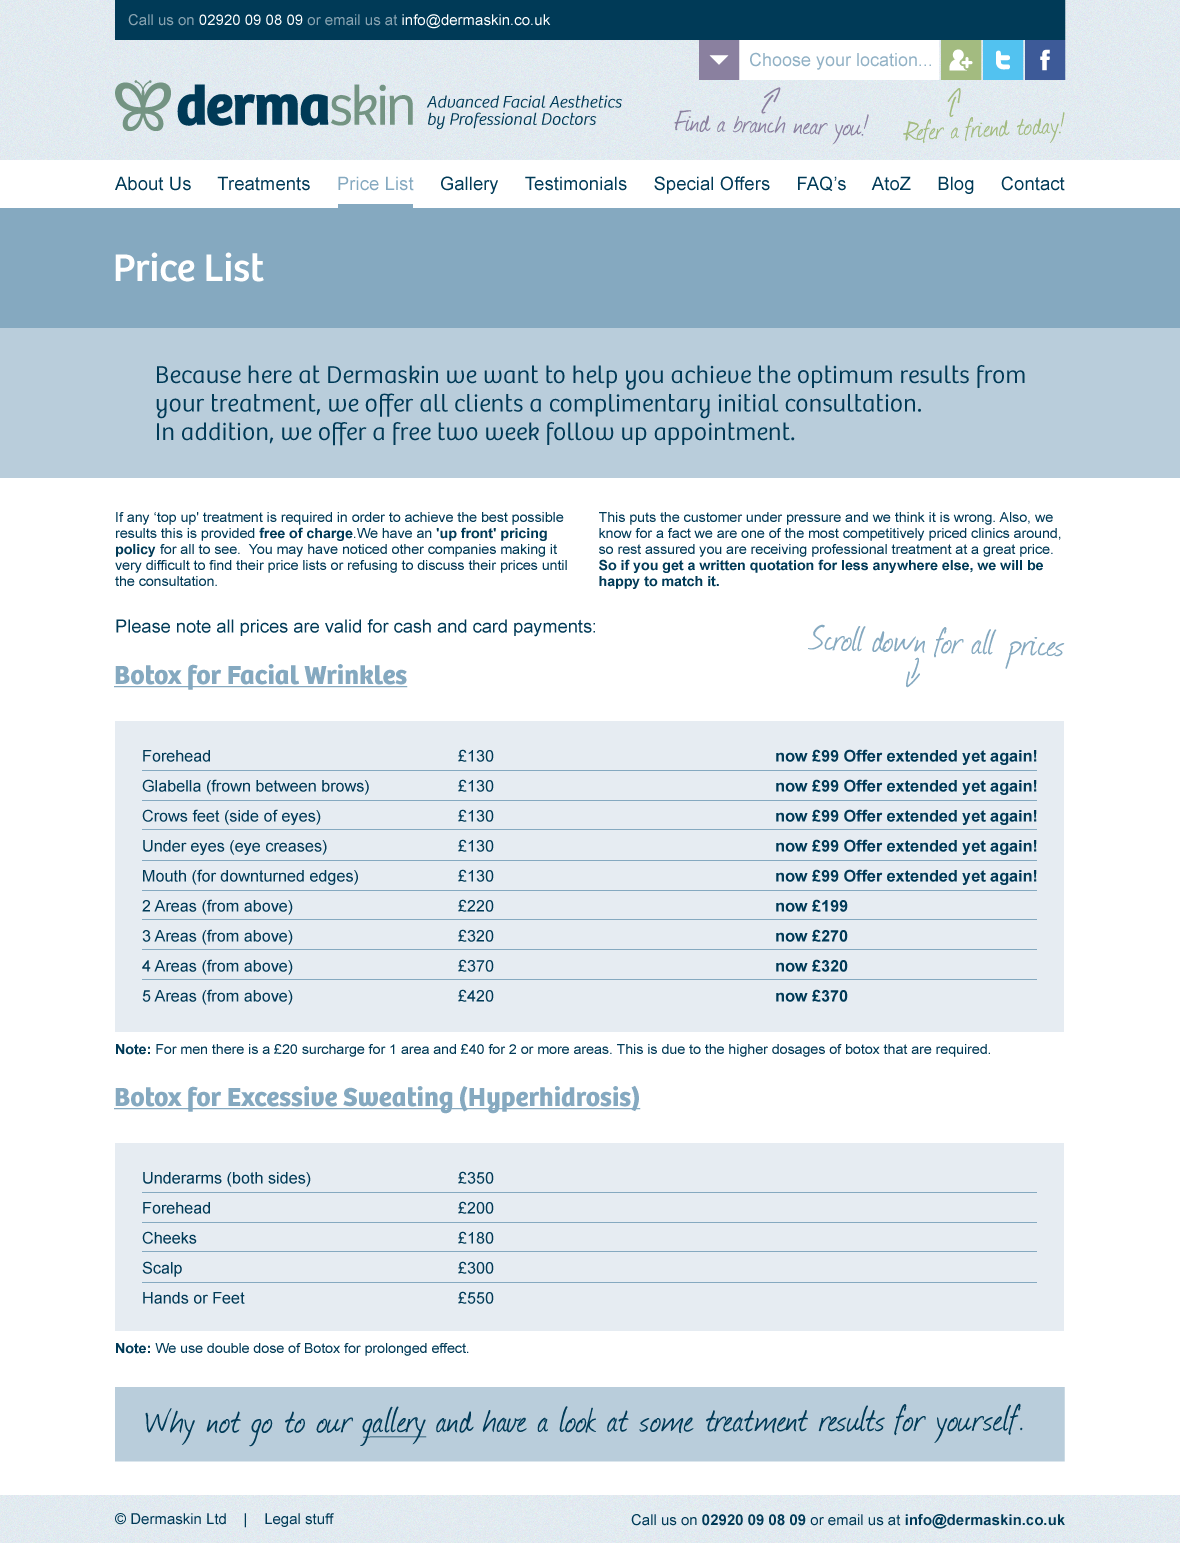 Call us on 02920 09 08 09 or email us at info@dermaskin.co.uk
Choose your location...
dermaskin
Advanced Facial Aesthetics
by Professional Doctors
Find a branch near you!
Refer a friend today!
About Us Treatments Price List Gallery Testimonials Special Offers FAQ's AtoZ Blog Contact
Price List
Because here at Dermaskin we want to help you achieve the optimum results from
your treatment, we offer all clients a complimentary initial consultation.
In addition, we offer a free two week follow up appointment.
If any 'top up' treatment is required in order to achieve the best possible
results this is provided free of charge.We have an 'up front' pricing
policy for all to see. You may have noticed other companies making it
very difficult to find their price lists or refusing to discuss their prices until
the consultation.
This puts the customer under pressure and we think it is wrong. Also, we
know for a fact we are one of the most competitively priced clinics around,
so rest assured you are receiving professional treatment at a great price.
So if you get a written quotation for less anywhere else, we will be
happy to match it.
Please note all prices are valid for cash and card payments:
Scroll down for all prices
Botox for Facial Wrinkles
Forehead £130 now £99 Offer extended yet again!
Glabella (frown between brows) £130 now £99 Offer extended yet again!
Crows feet (side of eyes) £130 now £99 Offer extended yet again!
Under eyes (eye creases) £130 now £99 Offer extended yet again!
Mouth (for downturned edges) £130 now £99 Offer extended yet again!
2 Areas (from above) £220 now £199
3 Areas (from above) £320 now £270
4 Areas (from above) £370 now £320
5 Areas (from above) £420 now £370
Note: For men there is a £20 surcharge for 1 area and £40 for 2 or more areas. This is due to the higher dosages of botox that are required.
Botox for Excessive Sweating (Hyperhidrosis)
Underarms (both sides) £350
Forehead £200
Cheeks £180
Scalp £300
Hands or Feet £550
Note: We use double dose of Botox for prolonged effect.
Why not go to our gallery and have a look at some treatment results for yourself.
© Dermaskin Ltd | Legal stuff
Call us on 02920 09 08 09 or email us at info@dermaskin.co.uk